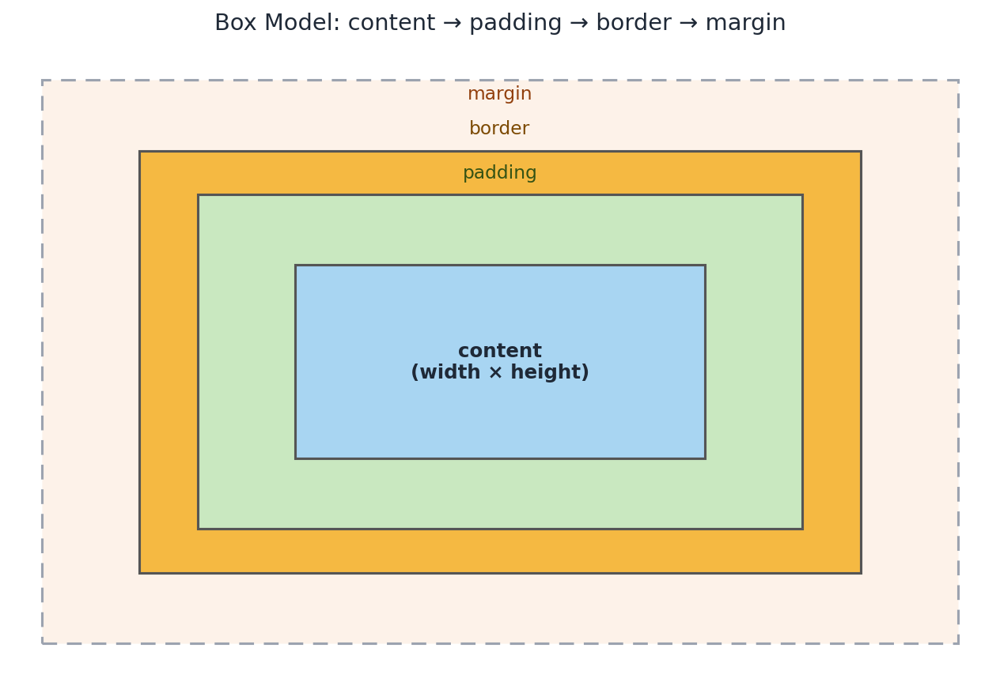 Box Model: content → padding → border → margin
margin
border
padding
content
(width × height)